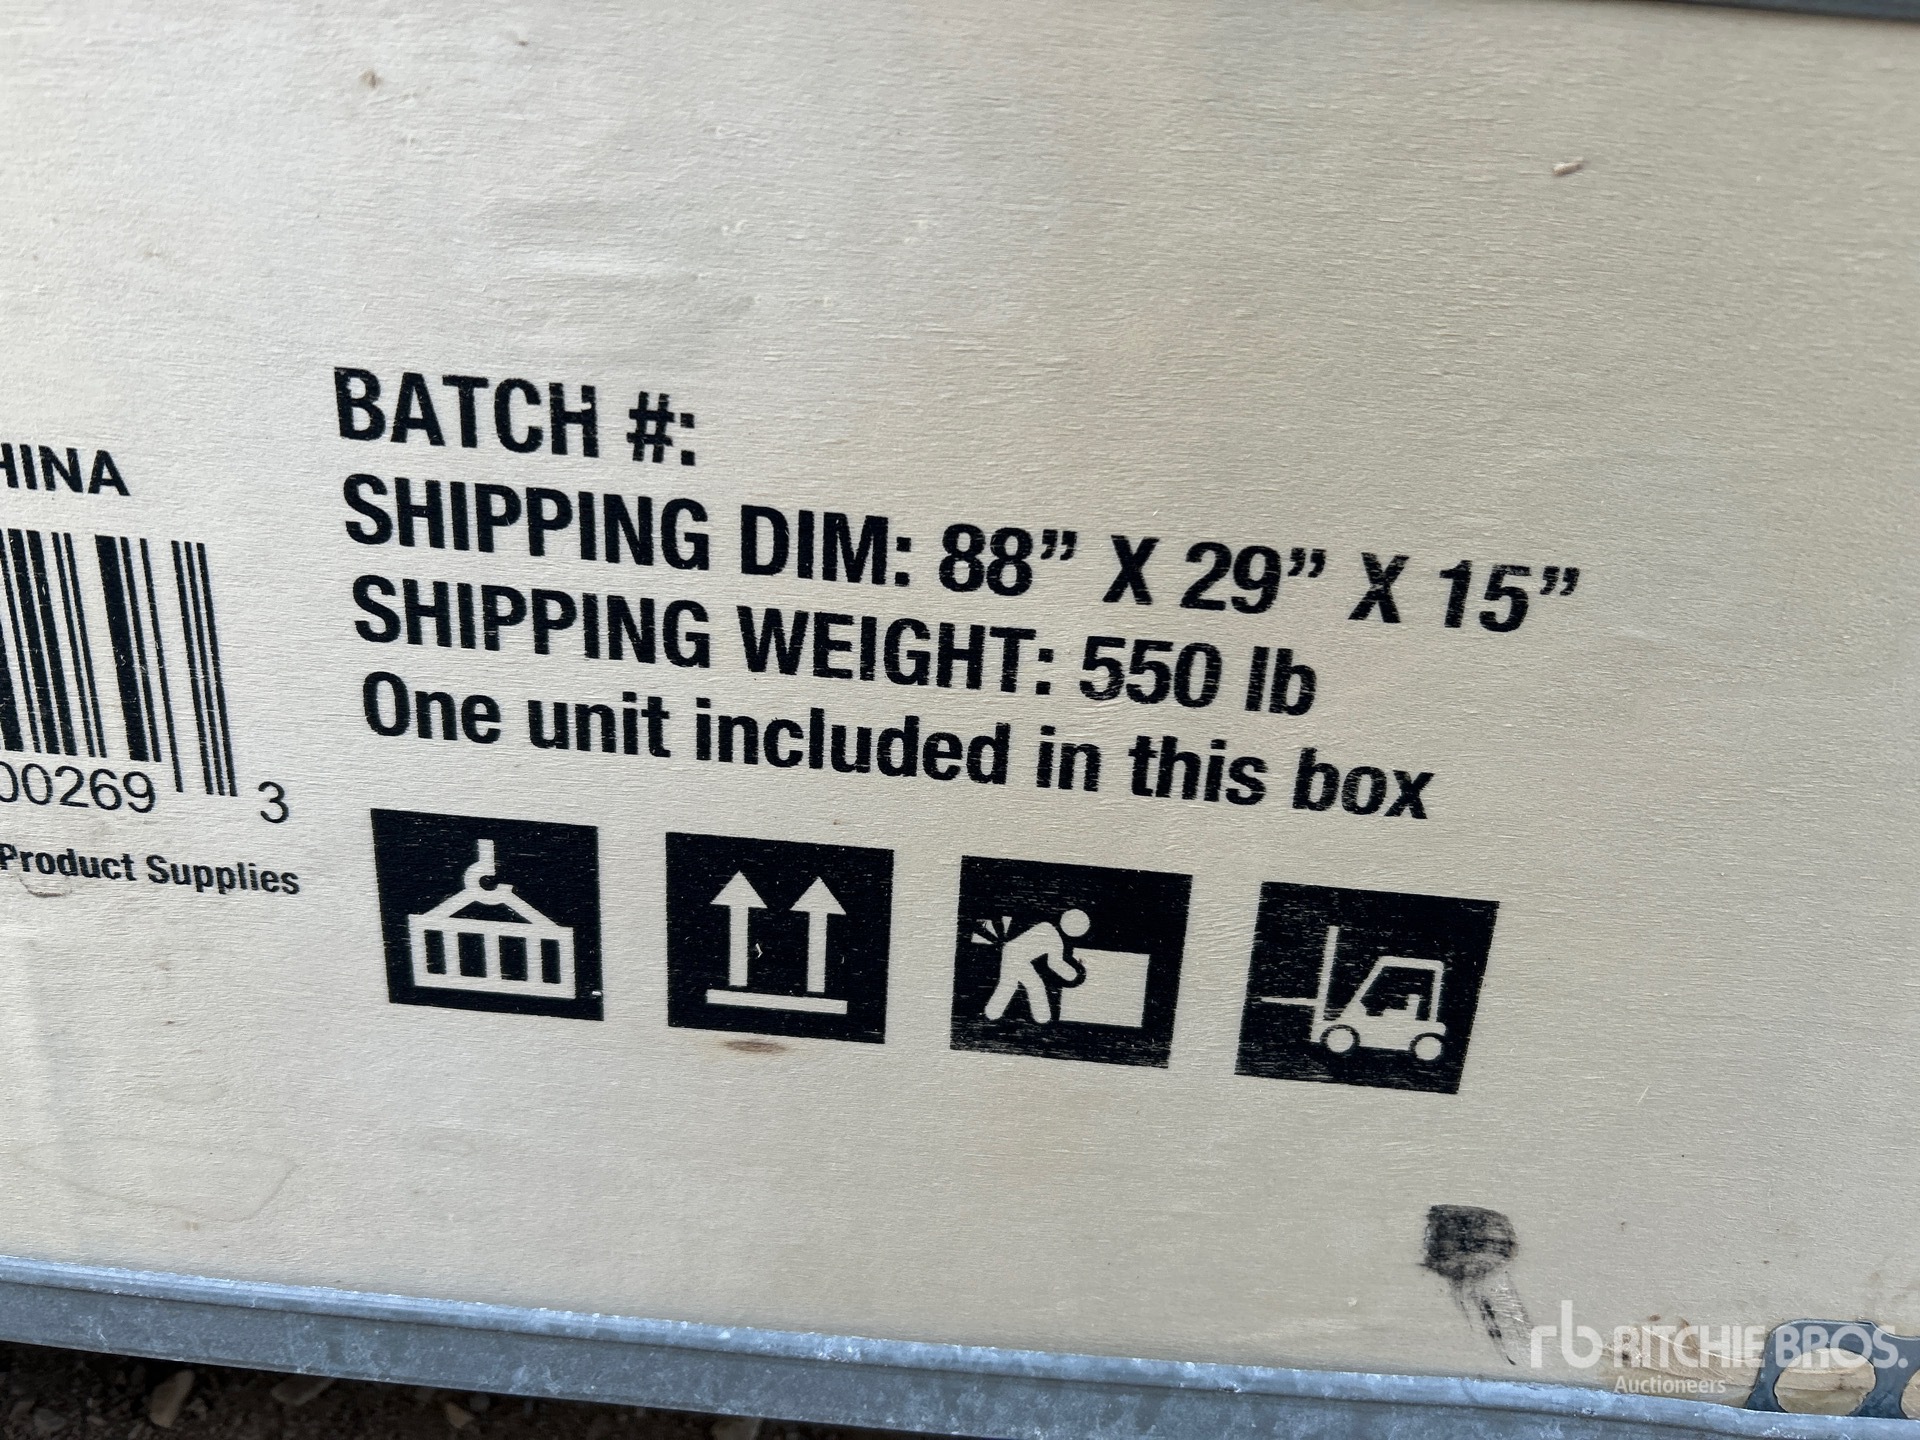 HINA
00269 3
Product Supplies
BATCH #:
SHIPPING DIM: 88” X 29” X 15”
SHIPPING WEIGHT: 550 lb
One unit included in this box
rb RITCHIE BROS.
Auctioneers